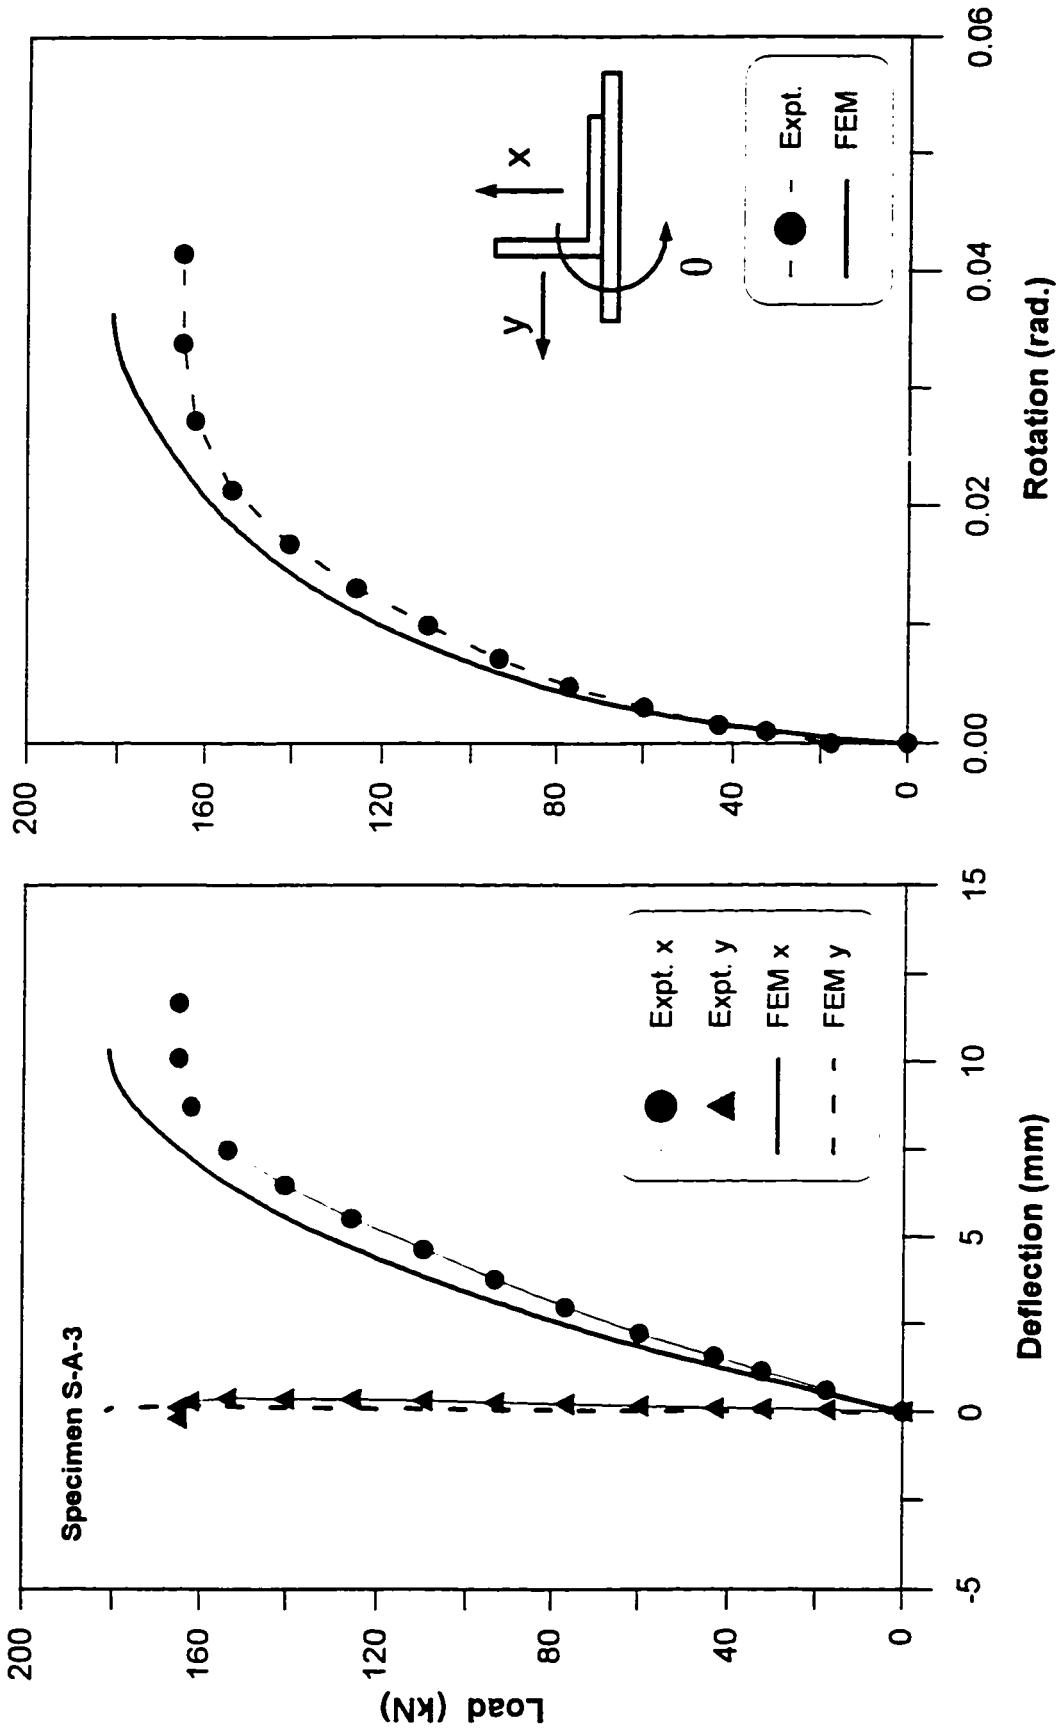 Specimen S-A-3
Load (kN)
200
160
120
80
40
0
-5
0
5
10
15
Deflection (mm)
Expt. x
Expt. y
FEM x
FEM y
200
160
120
80
40
0
0.00
0.02
0.04
0.06
Rotation (rad.)
x
y
θ
Expt.
FEM